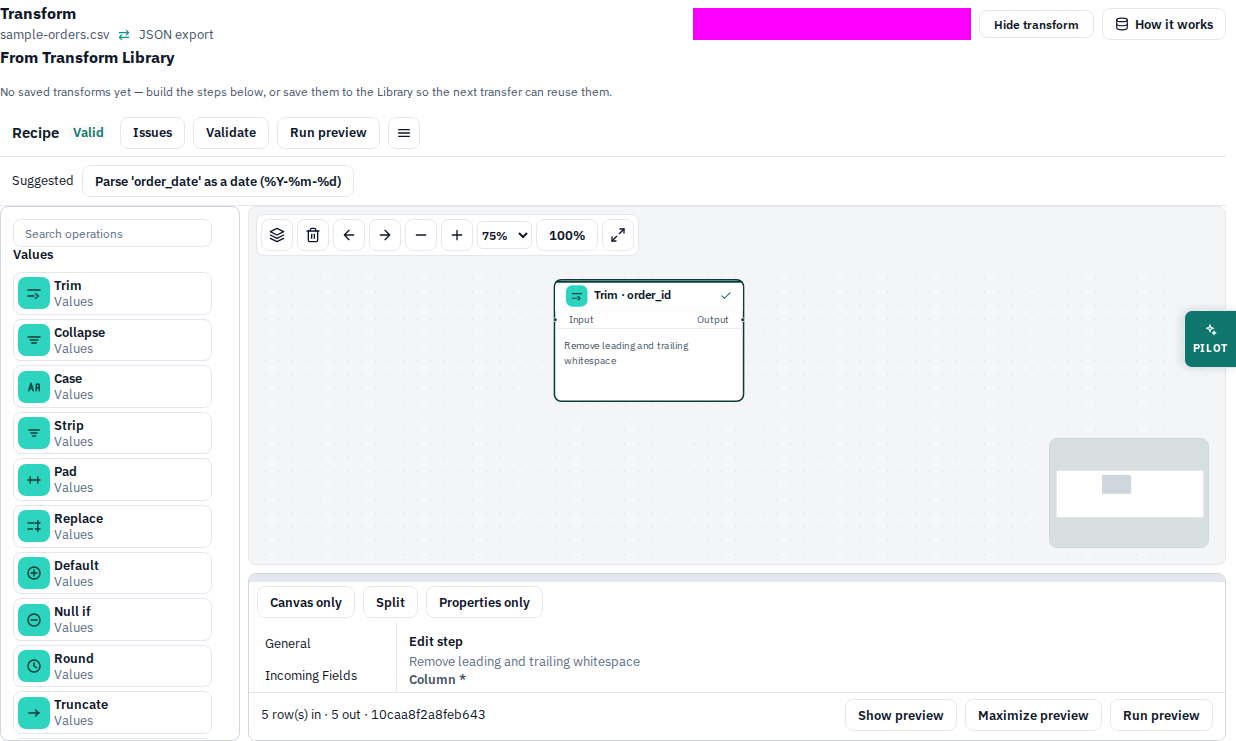 Transform
sample-orders.csv ⇄ JSON export
Hide transform
How it works
From Transform Library
No saved transforms yet — build the steps below, or save them to the Library so the next transfer can reuse them.
Recipe Valid Issues Validate Run preview
Suggested Parse 'order_date' as a date (%Y-%m-%d)
Search operations
Values
Trim
Values
Collapse
Values
Case
Values
Strip
Values
Pad
Values
Replace
Values
Default
Values
Null if
Values
Round
Values
Truncate
Values
75% 100%
Trim · order_id
Input Output
Remove leading and trailing
whitespace
PILOT
Canvas only Split Properties only
General
Incoming Fields
Edit step
Remove leading and trailing whitespace
Column *
5 row(s) in · 5 out · 10caa8f2a8feb643
Show preview Maximize preview Run preview